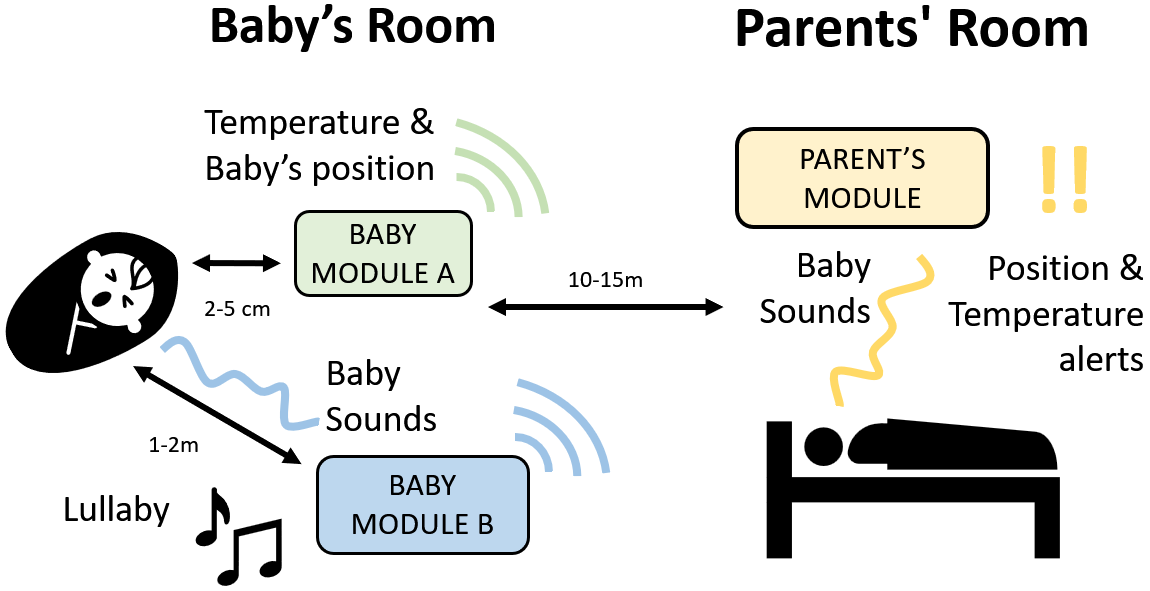 Baby’s Room
Parents' Room
Temperature &
Baby’s position
BABY
MODULE A
2-5 cm
10-15m
PARENT’S
MODULE
!!
Baby
Sounds
Position &
Temperature
alerts
Baby
Sounds
1-2m
Lullaby
BABY
MODULE B